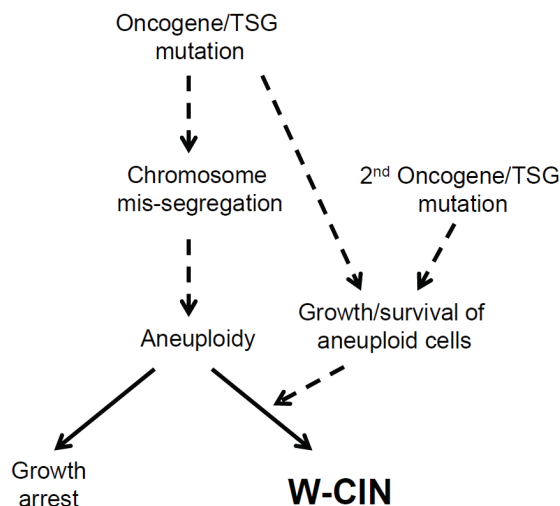 Oncogene/TSG
mutation
Chromosome
mis-segregation
2nd Oncogene/TSG
mutation
Aneuploidy
Growth/survival of
aneuploid cells
Growth
arrest
W-CIN